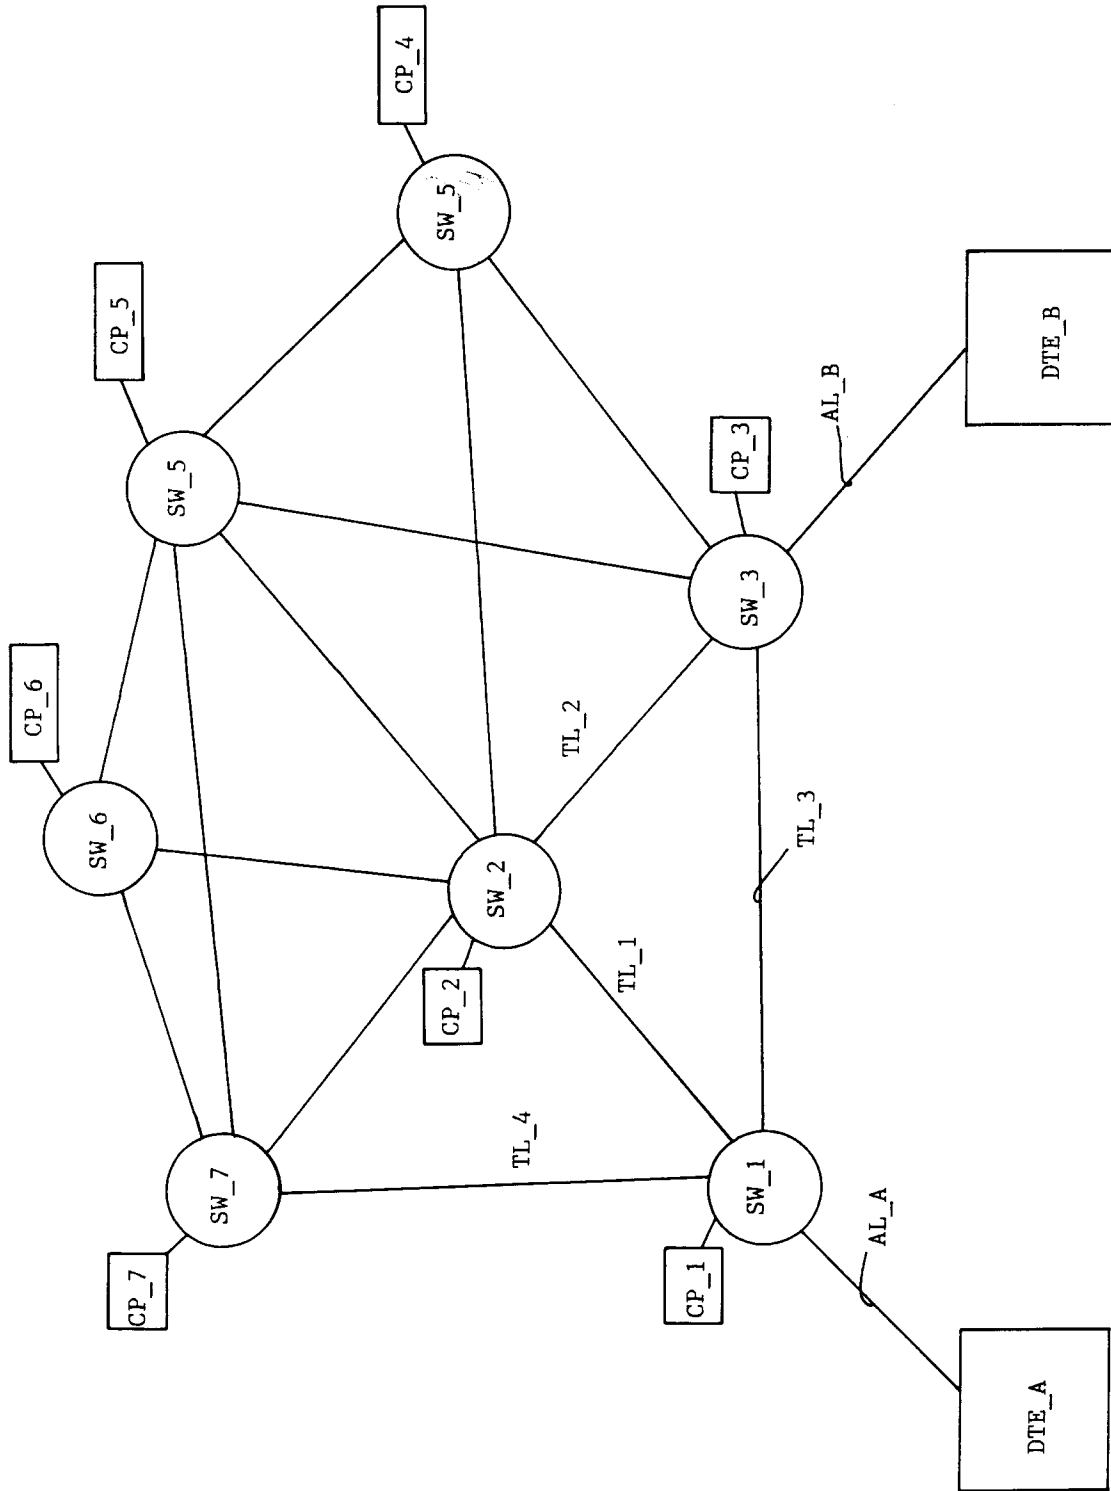 CP_6
CP_5
CP_4
SW_6
SW_5
SW_5
CP_7
SW_7
CP_2
SW_2
TL_4
TL_1
TL_2
CP_1
SW_1
TL_3
SW_3
CP_3
AL_A
AL_B
DTE_A
DTE_B